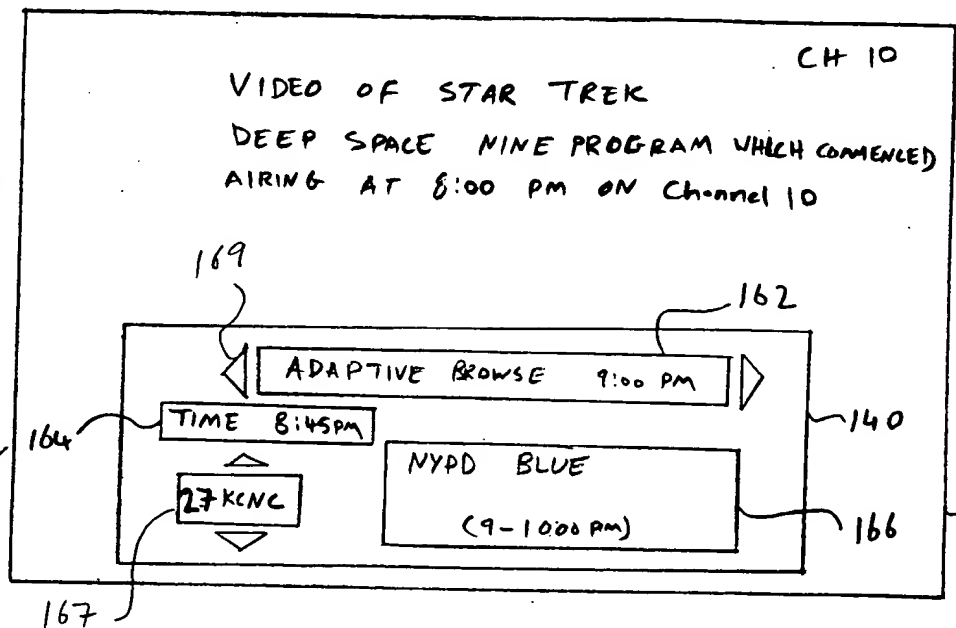 CH 10
VIDEO OF STAR TREK
DEEP SPACE NINE PROGRAM WHICH COMMENCED
AIRING AT 8:00 PM ON Channel 10
169
162
ADAPTIVE BROWSE 9:00 PM
164
TIME 8:45PM
140
NYPD BLUE
27 KCNC
(9-10:00 PM)
166
167